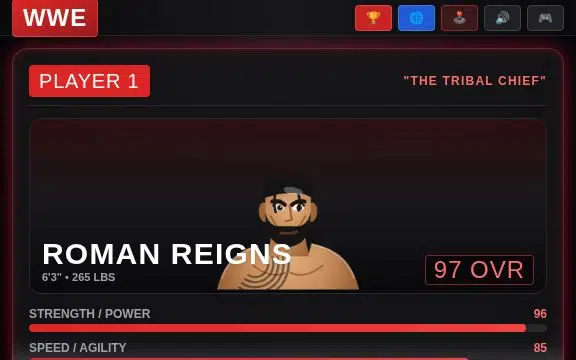 WWE
PLAYER 1
"THE TRIBAL CHIEF"
ROMAN REIGNS
6'3" • 265 LBS
97 OVR
STRENGTH / POWER
96
SPEED / AGILITY
85